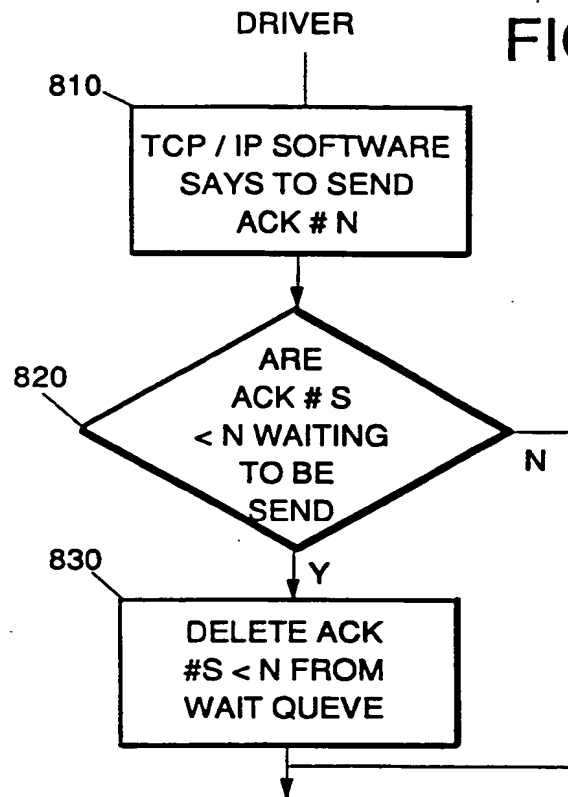 DRIVER
FIG
810
TCP / IP SOFTWARE
SAYS TO SEND
ACK # N
820
ARE
ACK # S
< N WAITING
TO BE
SEND
N
Y
830
DELETE ACK
#S < N FROM
WAIT QUEVE